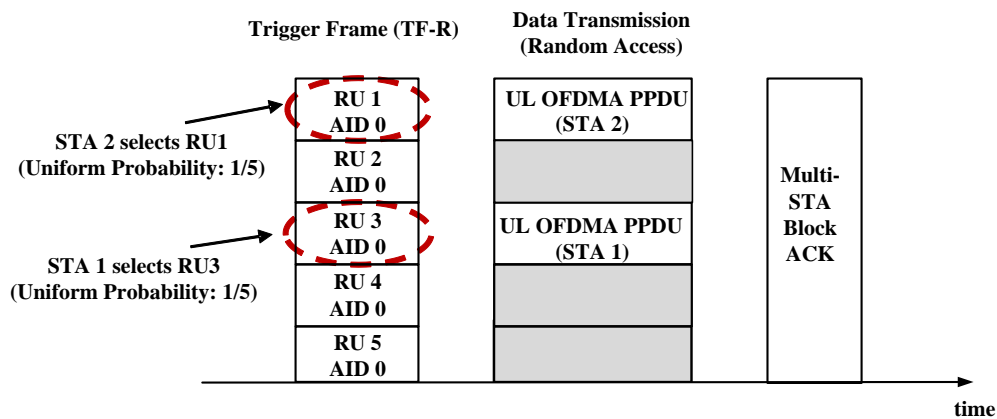 Trigger Frame (TF-R)
Data Transmission
(Random Access)
STA 2 selects RU1
(Uniform Probability: 1/5)
STA 1 selects RU3
(Uniform Probability: 1/5)
RU 1
AID 0
RU 2
AID 0
RU 3
AID 0
RU 4
AID 0
RU 5
AID 0
UL OFDMA PPDU
(STA 2)
UL OFDMA PPDU
(STA 1)
Multi-
STA
Block
ACK
time